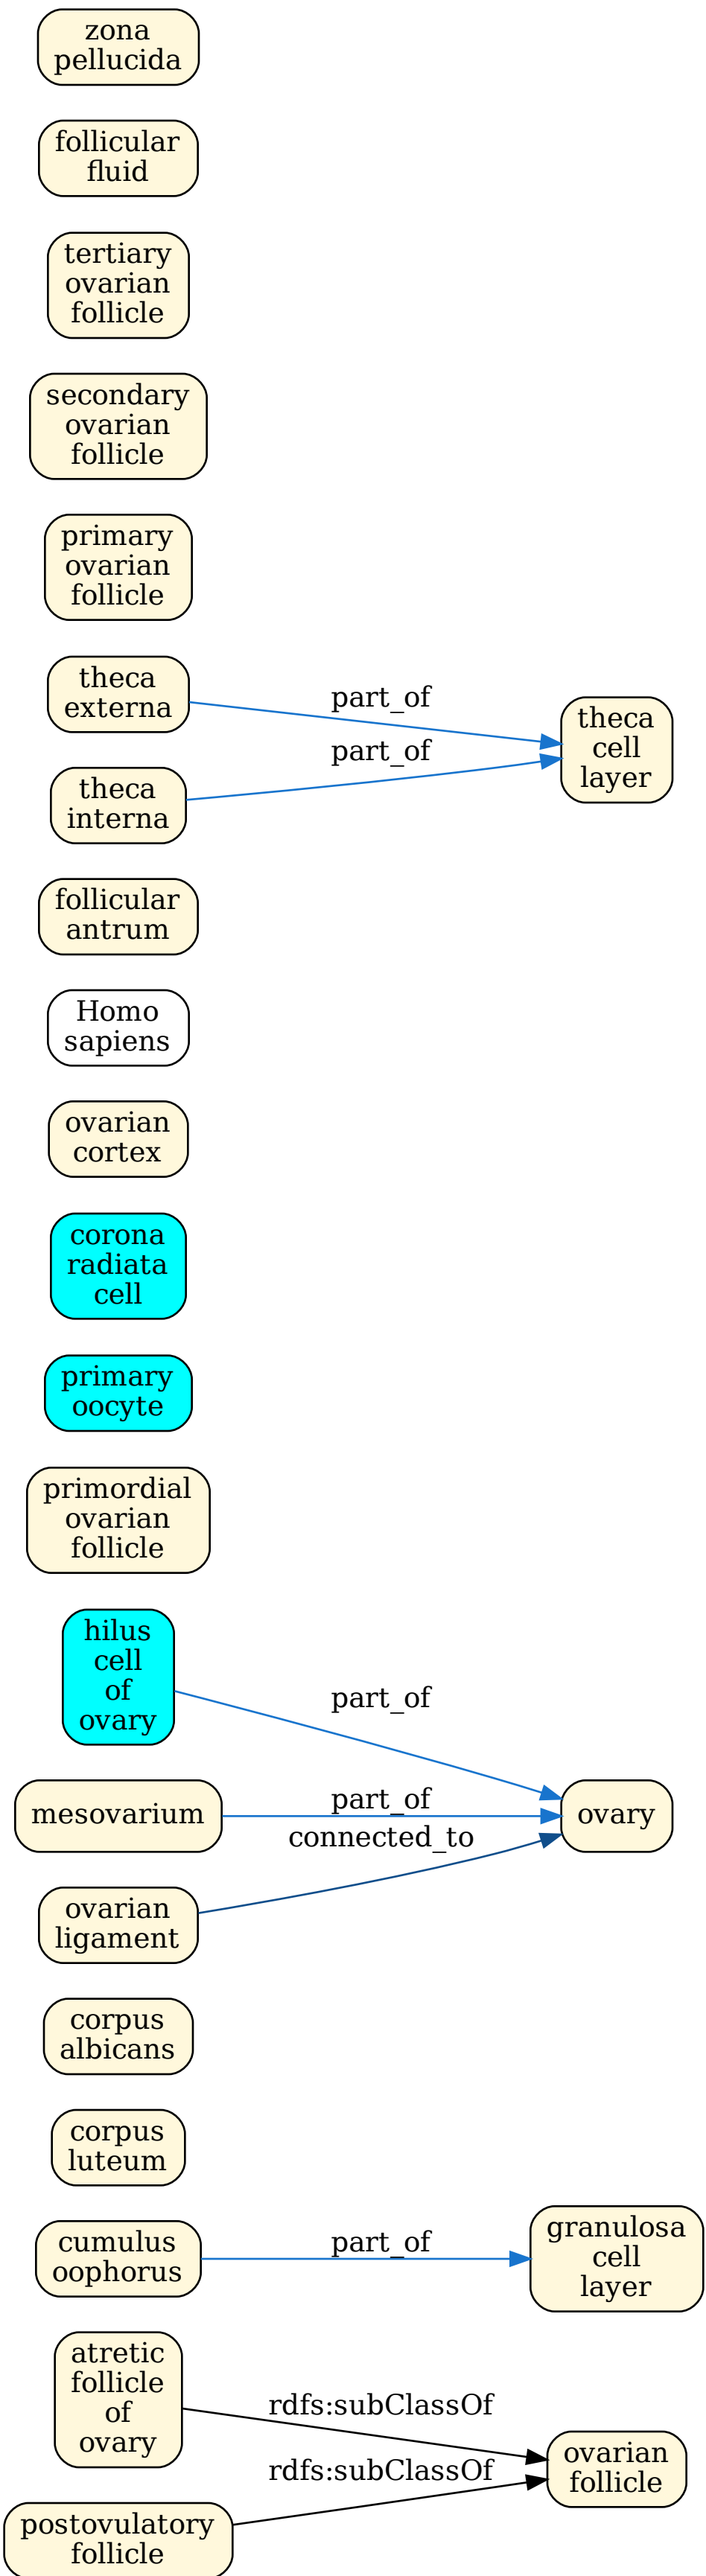 zona
pellucida
follicular
fluid
tertiary
ovarian
follicle
secondary
ovarian
follicle
primary
ovarian
follicle
theca
externa
part_of
theca
cell
layer
part_of
theca
interna
follicular
antrum
Homo
sapiens
ovarian
cortex
corona
radiata
cell
primary
oocyte
primordial
ovarian
follicle
hilus
cell
of
ovary
part_of
mesovarium
part_of
ovary
connected_to
ovarian
ligament
corpus
albicans
corpus
luteum
cumulus
oophorus
part_of
granulosa
cell
layer
atretic
follicle
of
ovary
rdfs:subClassOf
ovarian
follicle
rdfs:subClassOf
postovulatory
follicle